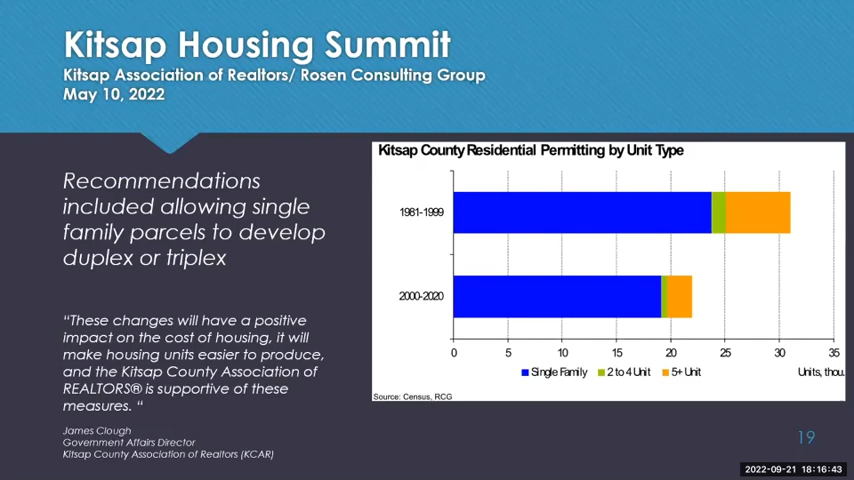 Kitsap Housing Summit
Kitsap Association of Realtors/ Rosen Consulting Group
May 10, 2022
Recommendations
included allowing single
family parcels to develop
duplex or triplex
“These changes will have a positive
impact on the cost of housing, it will
make housing units easier to produce,
and the Kitsap County Association of
REALTORS® is supportive of these
measures. “
James Clough
Government Affairs Director
Kitsap County Association of Realtors (KCAR)
Kitsap County Residential Permitting by Unit Type
1981-1999
2000-2020
0 5 10 15 20 25 30 35
Single Family 2 to 4 Unit 5+ Unit Units, thou.
Source: Census, RCG
19
2022-09-21 18:16:43